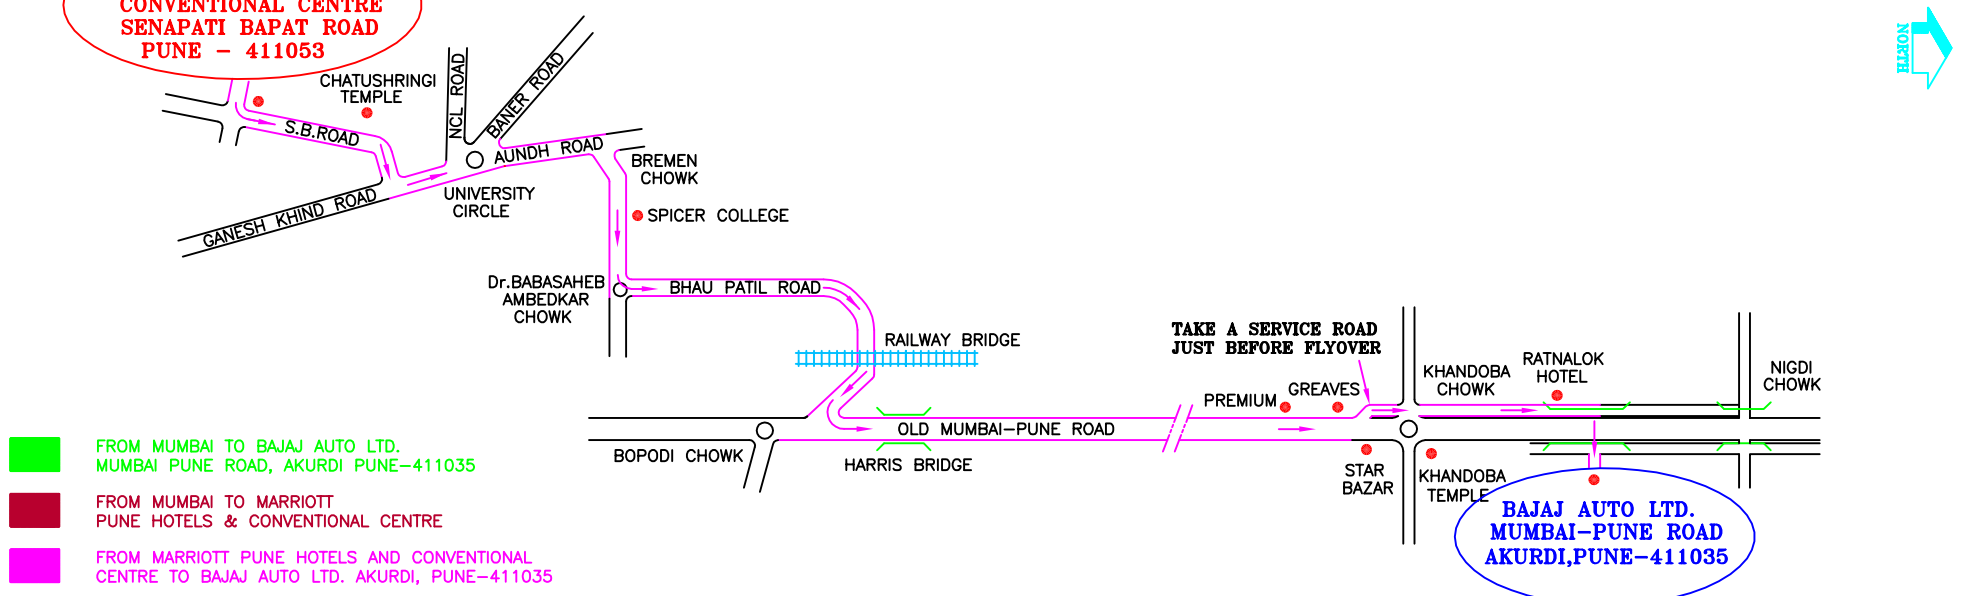 CONVENTIONAL CENTRE
SENAPATI BAPAT ROAD
PUNE - 411053
NORTH
CHATUSHRINGI
TEMPLE
S.B.ROAD
NCL ROAD
BANER ROAD
AUNDH ROAD
BREMEN
CHOWK
UNIVERSITY
CIRCLE
GANESH KHIND ROAD
SPICER COLLEGE
Dr.BABASAHEB
AMBEDKAR
CHOWK
BHAU PATIL ROAD
RAILWAY BRIDGE
TAKE A SERVICE ROAD
JUST BEFORE FLYOVER
PREMIUM
GREAVES
KHANDOBA
CHOWK
RATNALOK
HOTEL
NIGDI
CHOWK
OLD MUMBAI-PUNE ROAD
BOPODI CHOWK
HARRIS BRIDGE
STAR
BAZAR
KHANDOBA
TEMPLE
BAJAJ AUTO LTD.
MUMBAI-PUNE ROAD
AKURDI,PUNE-411035
FROM MUMBAI TO BAJAJ AUTO LTD.
MUMBAI PUNE ROAD, AKURDI PUNE-411035
FROM MUMBAI TO MARRIOTT
PUNE HOTELS & CONVENTIONAL CENTRE
FROM MARRIOTT PUNE HOTELS AND CONVENTIONAL
CENTRE TO BAJAJ AUTO LTD. AKURDI, PUNE-411035